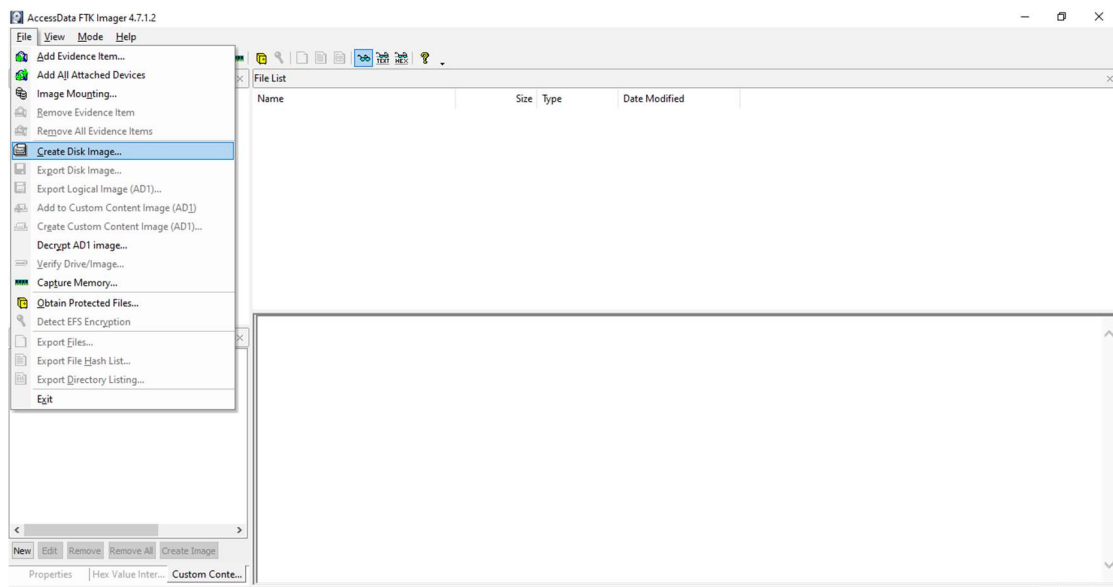 AccessData FTK Imager 4.7.1.2
File View Mode Help
Add Evidence Item...
Add All Attached Devices
Image Mounting...
Remove Evidence Item
Remove All Evidence Items
Create Disk Image...
Export Disk Image...
Export Logical Image (AD1)...
Add to Custom Content Image (AD1)
Create Custom Content Image (AD1)...
Decrypt AD1 image...
Verify Drive/Image...
Capture Memory...
Obtain Protected Files...
Detect EFS Encryption
Export Files...
Export File Hash List...
Export Directory Listing...
Exit
TEXT HEX
File List
Name Size Type Date Modified
New Edit Remove Remove All Create Image
Properties Hex Value Inter... Custom Conte...